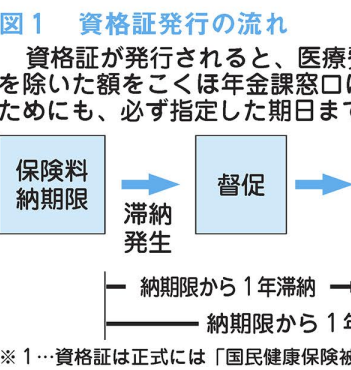 図1 資格証発行の流れ
資格証が発行されると、医療
を除いた額をこくほ年金課窓口
ためにも、必ず指定した期日まで
保険料
納期限
滞納
発生
督促
納期限から1年滞納
納期限から1年
※1…資格証は正式には「国民健康保険被